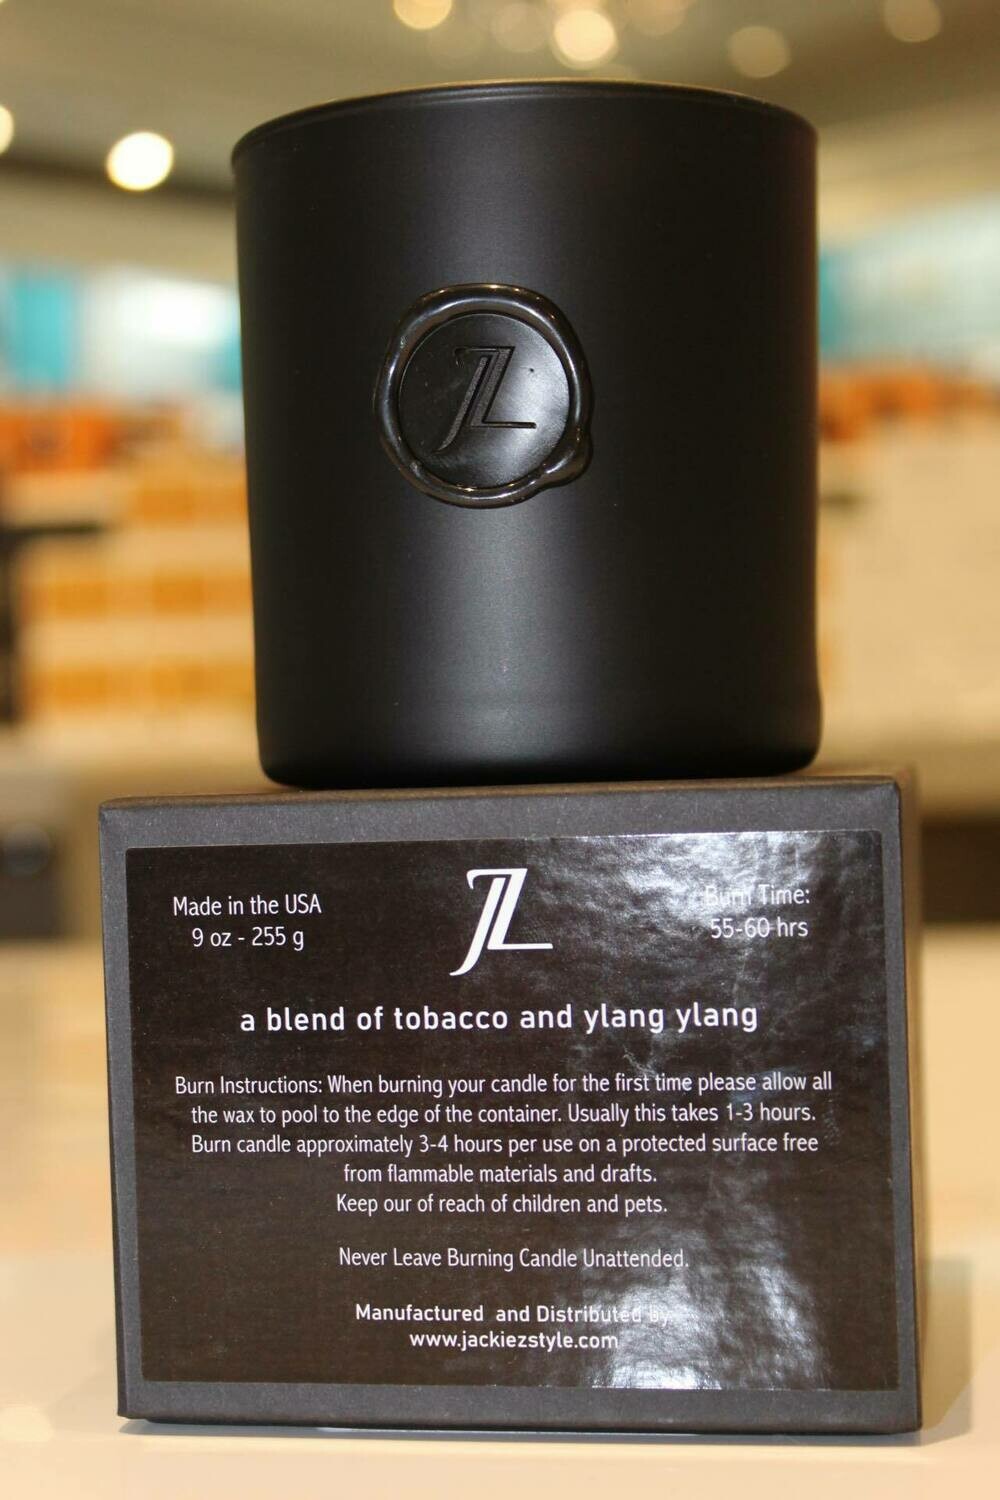 JZ
Made in the USA
9 oz - 255 g
JZ
Burn Time:
55-60 hrs
a blend of tobacco and ylang ylang
Burn Instructions: When burning your candle for the first time please allow all
the wax to pool to the edge of the container. Usually this takes 1-3 hours.
Burn candle approximately 3-4 hours per use on a protected surface free
from flammable materials and drafts.
Keep our of reach of children and pets.
Never Leave Burning Candle Unattended.
Manufactured and Distributed by:
www.jackiezstyle.com